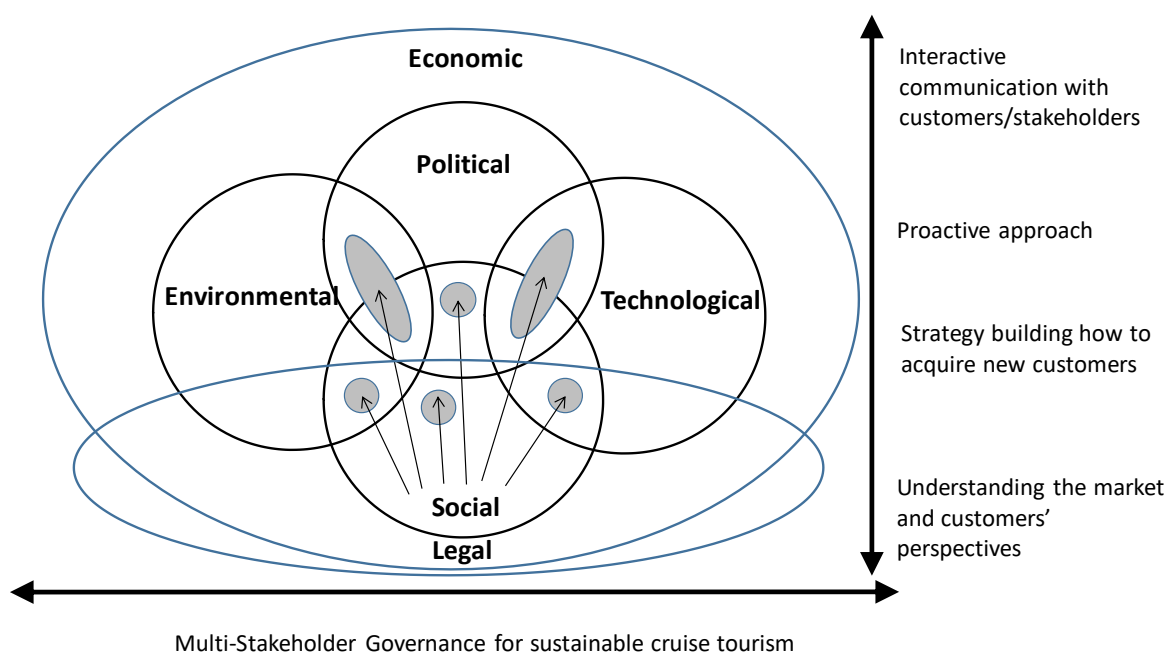 Economic
Political
Environmental
Technological
Social
Legal
Interactive
communication with
customers/stakeholders
Proactive approach
Strategy building how to
acquire new customers
Understanding the market
and customers’
perspectives
Multi-Stakeholder Governance for sustainable cruise tourism